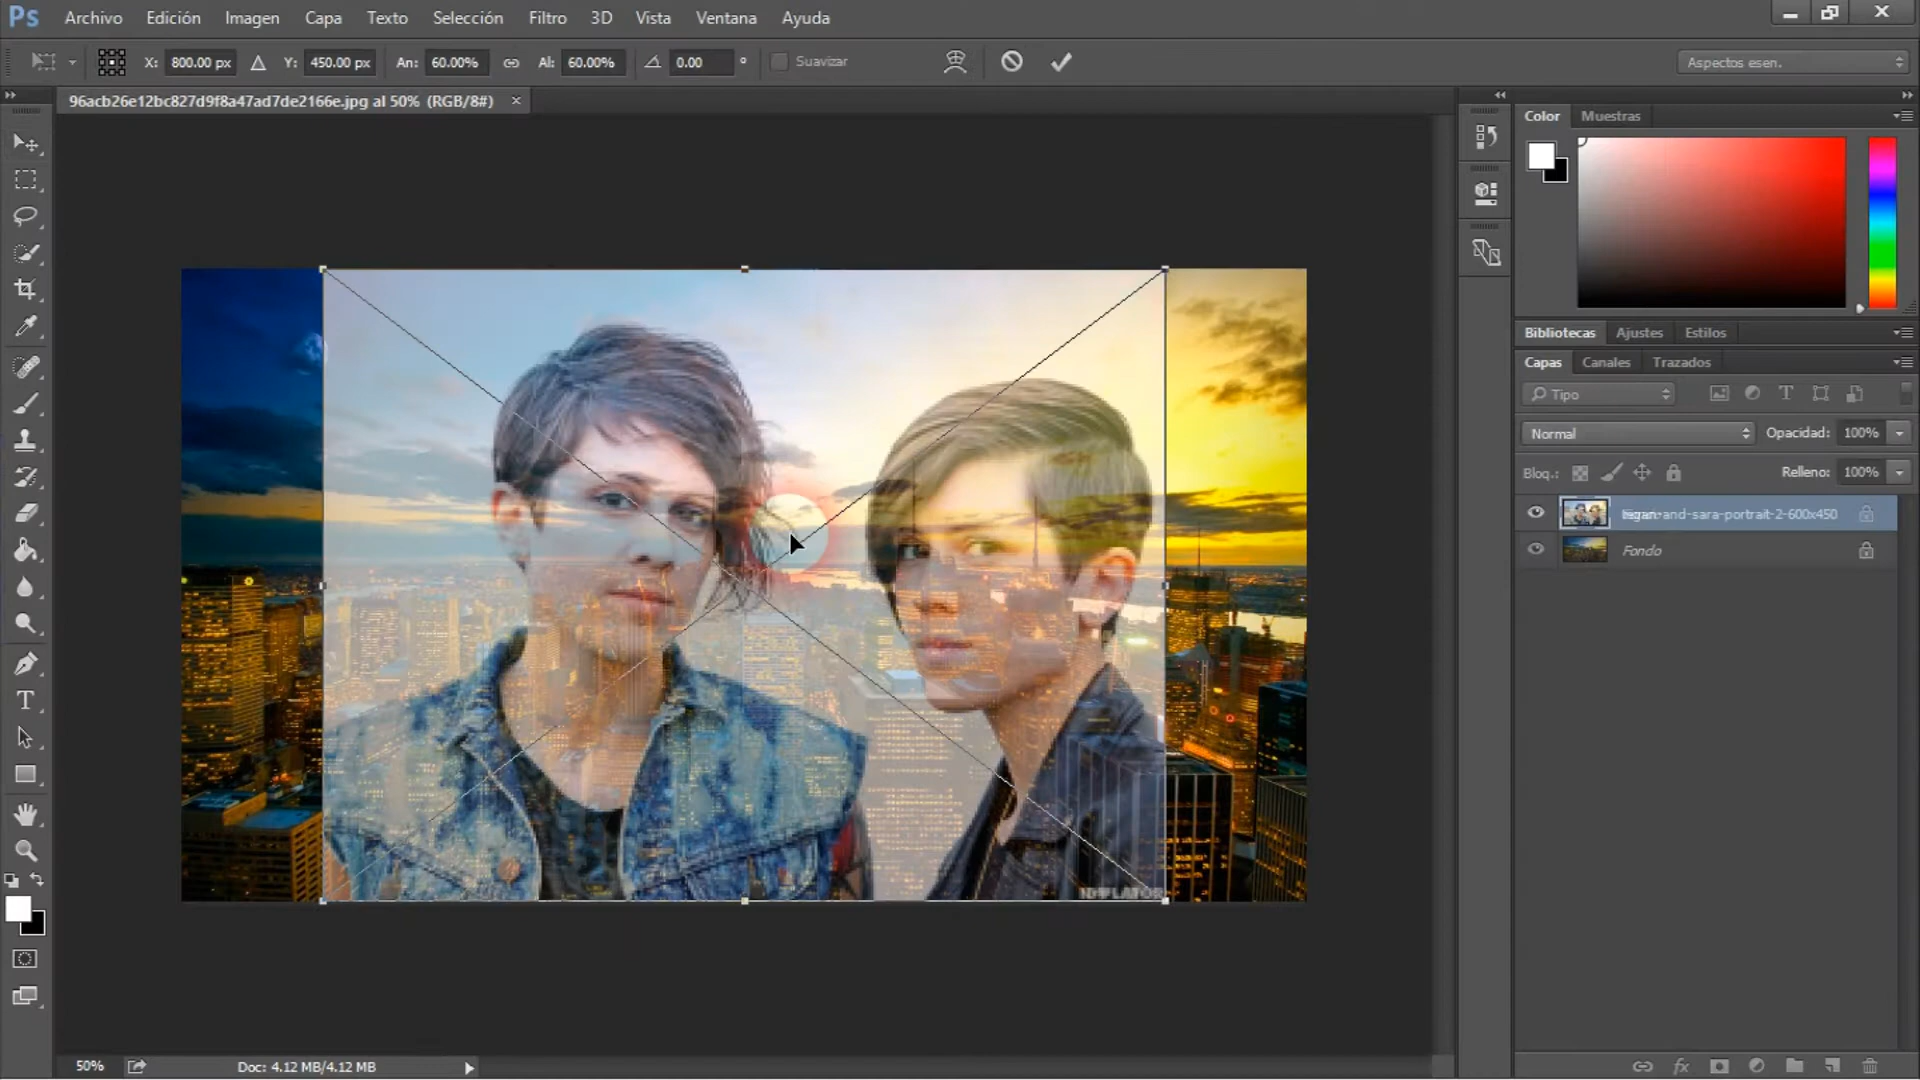 Ps Archivo Edición Imagen Capa Texto Selección Filtro 3D Vista Ventana Ayuda
X: 800.00 px Y: 450.00 px An: 60.00% Al: 60.00% 0.00 ° Suavizar Aspectos esen.
96acb26e12bc827d9f8a47ad7de2166e.jpg al 50% (RGB/8#) ×
Color Muestras
Bibliotecas Ajustes Estilos
Capas Canales Trazados
Tipo
Normal Opacidad: 100%
Bloq.: Relleno: 100%
tegan-and-sara-portrait-2-600x450
Fondo
50% Doc: 4.12 MB/4.12 MB